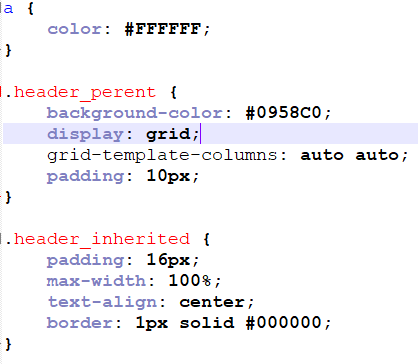 a {
color: #FFFFFF;
}
.header_perent {
background-color: #0958C0;
display: grid;
grid-template-columns: auto auto;
padding: 10px;
}
.header_inherited {
padding: 16px;
max-width: 100%;
text-align: center;
border: 1px solid #000000;
}